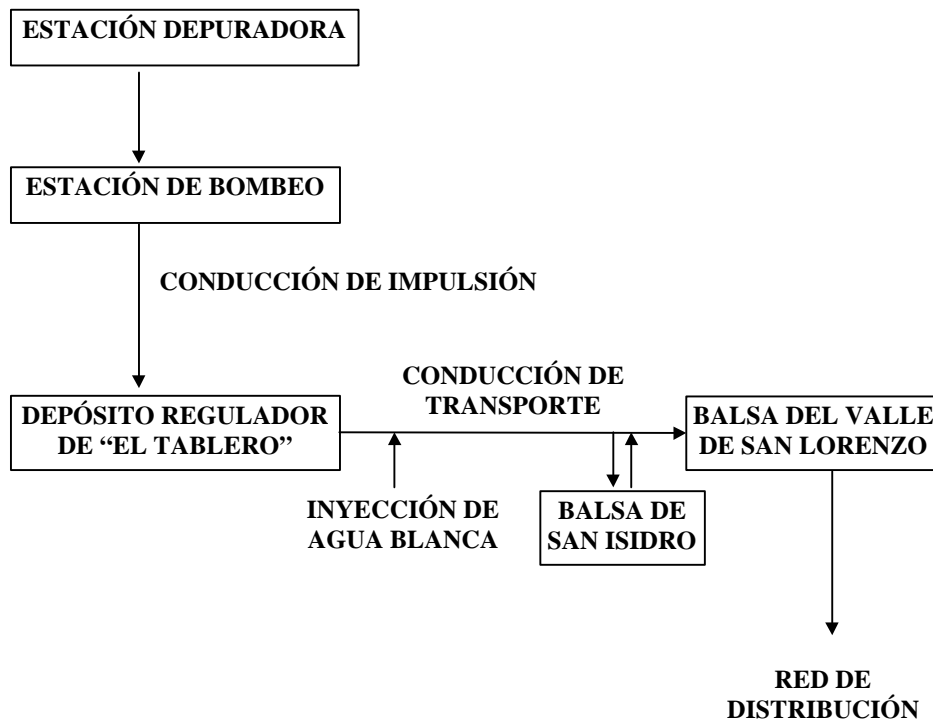 ESTACIÓN DEPURADORA
ESTACIÓN DE BOMBEO
CONDUCCIÓN DE IMPULSIÓN
CONDUCCIÓN DE
TRANSPORTE
DEPÓSITO REGULADOR
DE “EL TABLERO”
BALSA DEL VALLE
DE SAN LORENZO
INYECCIÓN DE
AGUA BLANCA
BALSA DE
SAN ISIDRO
RED DE
DISTRIBUCIÓN